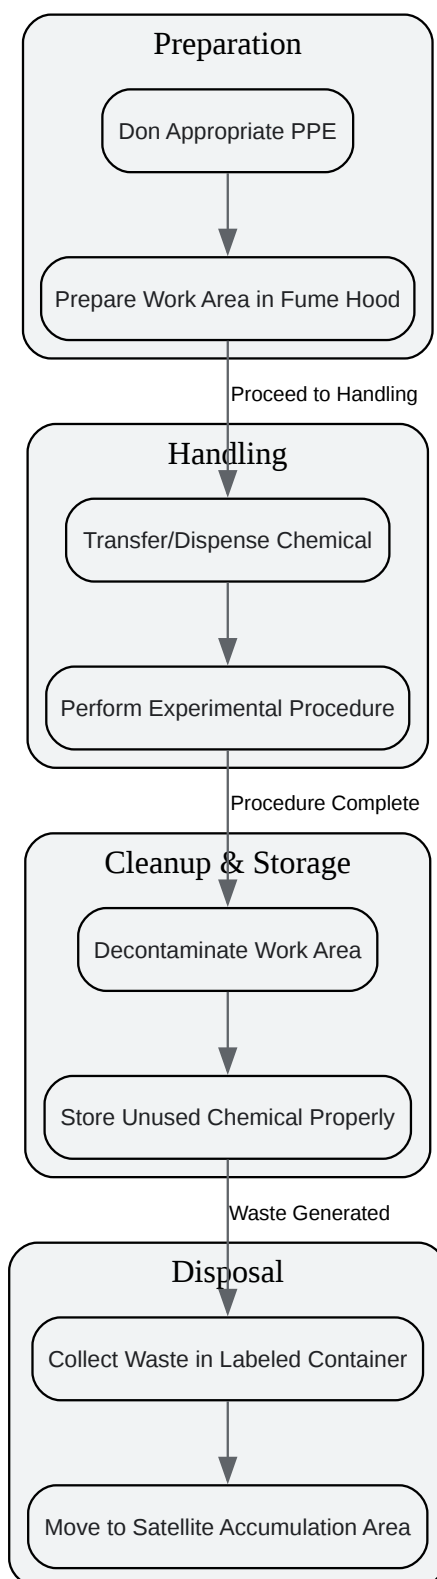 Preparation
Don Appropriate PPE
Prepare Work Area in Fume Hood
Proceed to Handling
Handling
Transfer/Dispense Chemical
Perform Experimental Procedure
Procedure Complete
Cleanup & Storage
Decontaminate Work Area
Store Unused Chemical Properly
Waste Generated
Disposal
Collect Waste in Labeled Container
Move to Satellite Accumulation Area